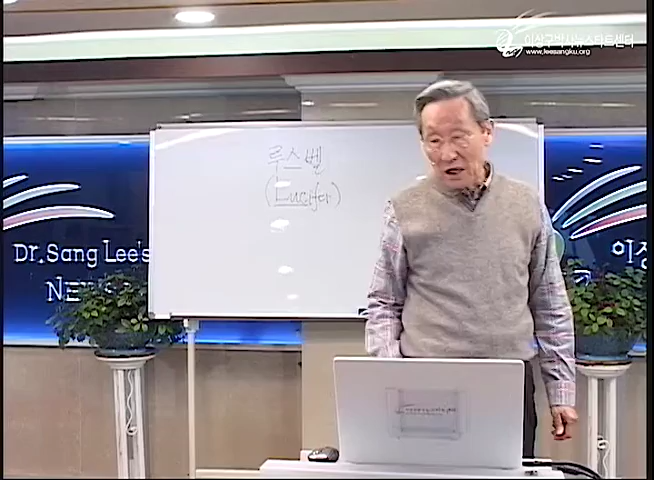 이상구박사뉴스타트센터
www.leesangku.org
루스벨
(Lucifer)
Dr.Sang Lee's
NEW
이상